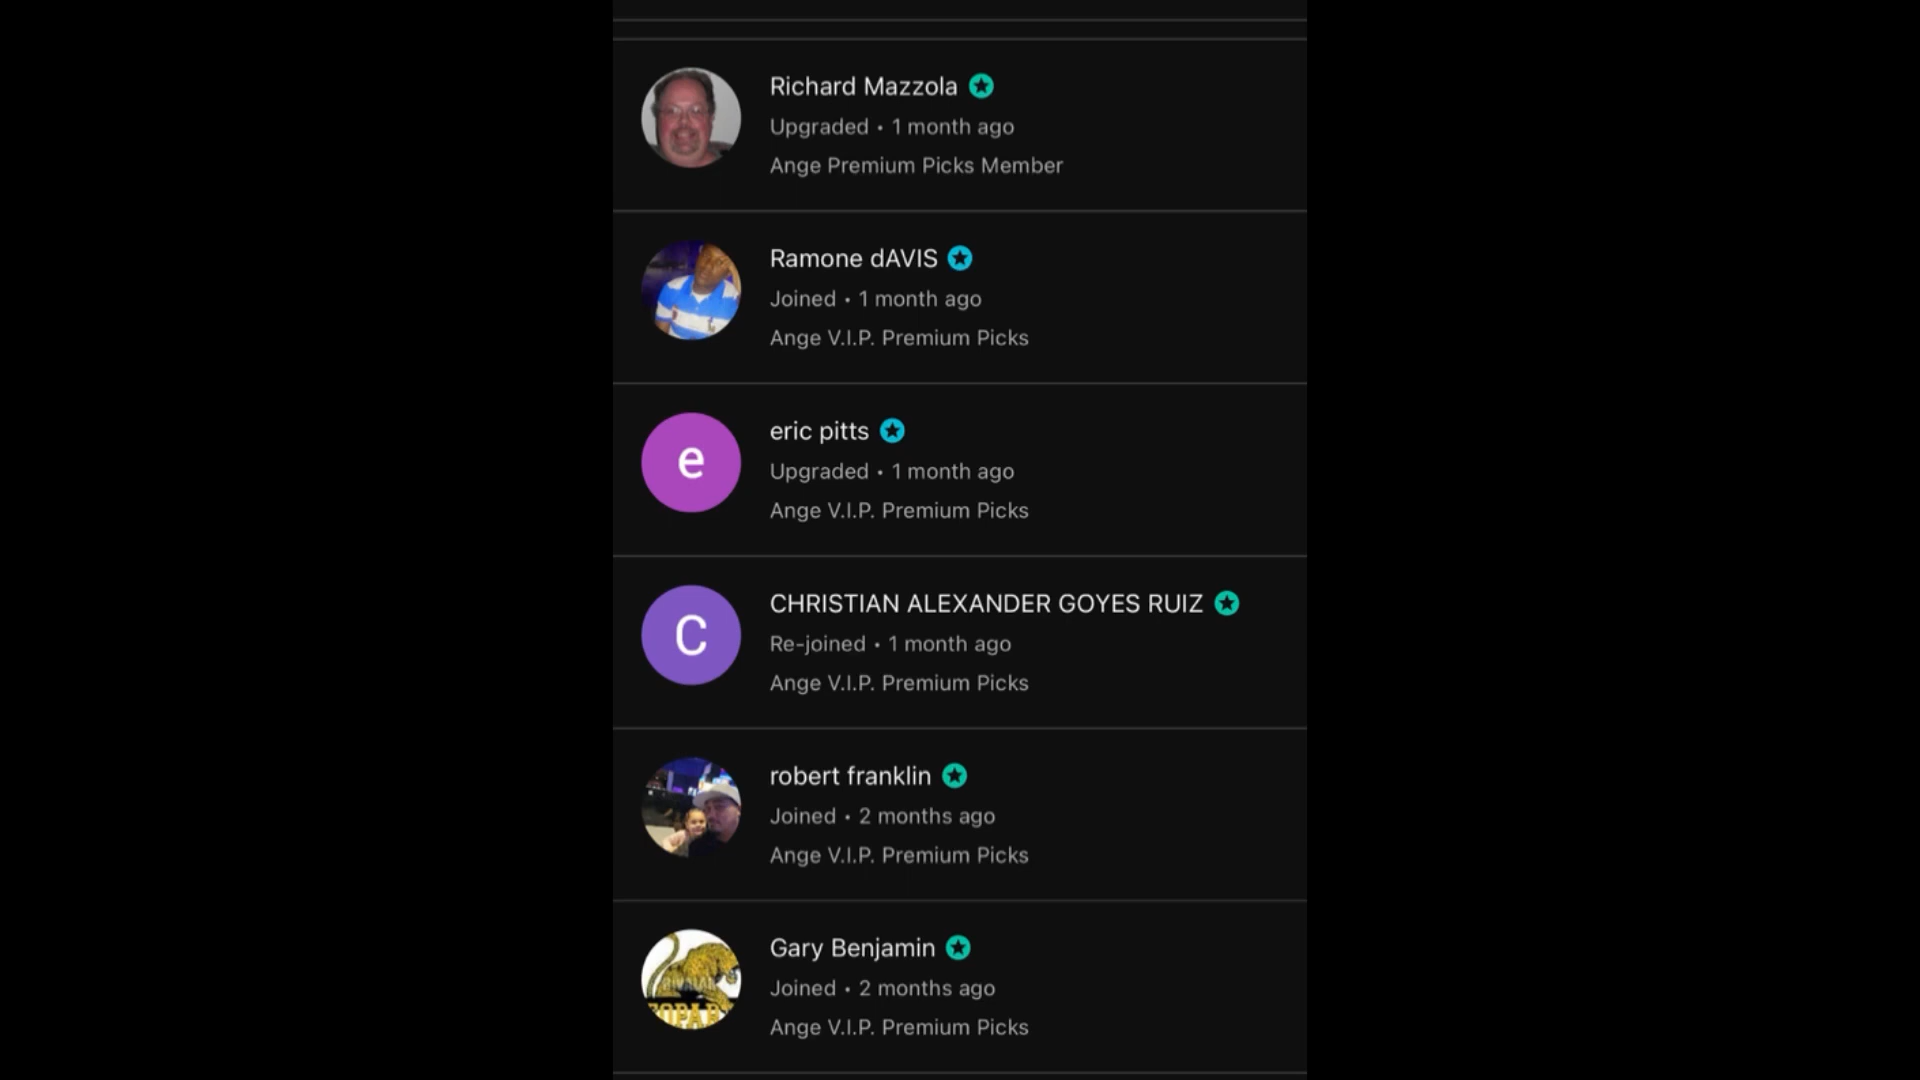 Richard Mazzola
Upgraded • 1 month ago
Ange Premium Picks Member
Ramone dAVIS
Joined • 1 month ago
Ange V.I.P. Premium Picks
e
eric pitts
Upgraded • 1 month ago
Ange V.I.P. Premium Picks
C
CHRISTIAN ALEXANDER GOYES RUIZ
Re-joined • 1 month ago
Ange V.I.P. Premium Picks
robert franklin
Joined • 2 months ago
Ange V.I.P. Premium Picks
Gary Benjamin
Joined • 2 months ago
Ange V.I.P. Premium Picks